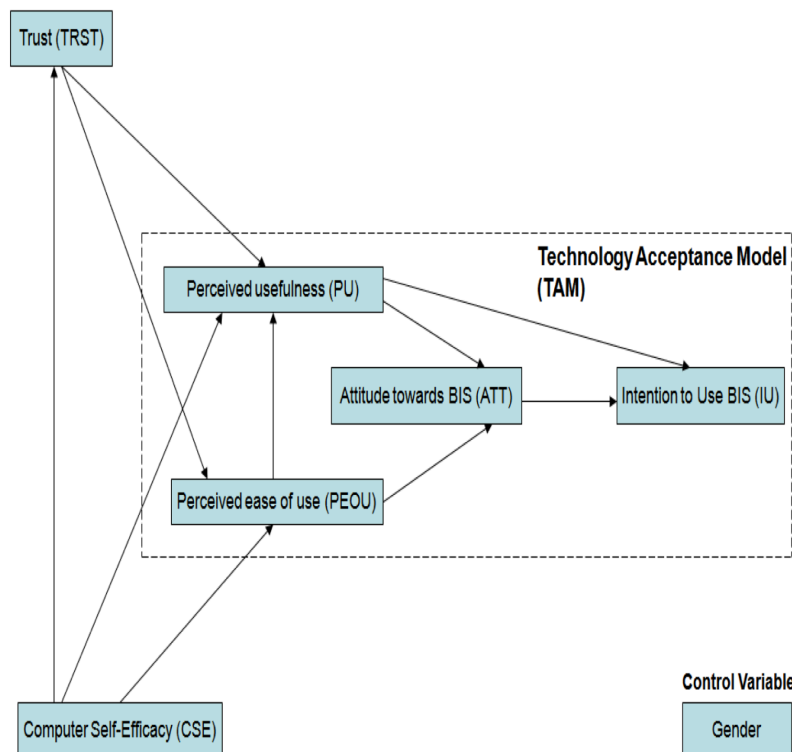 Trust (TRST)
Technology Acceptance Model
(TAM)
Perceived usefulness (PU)
Attitude towards BIS (ATT)
Intention to Use BIS (IU)
Perceived ease of use (PEOU)
Control Variable
Computer Self-Efficacy (CSE)
Gender